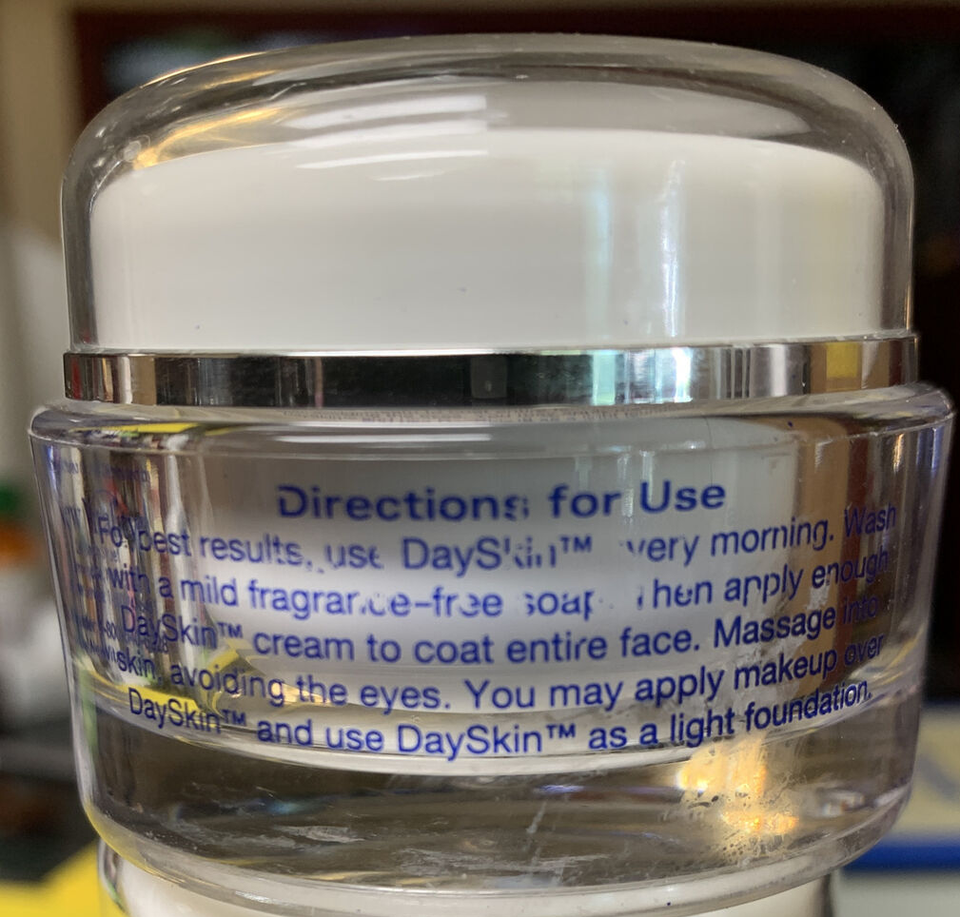 Directions for Use
For best results, use DaySkin™ every morning. Wash
with a mild fragrance-free soap. Then apply enough
DaySkin™ cream to coat entire face. Massage into
skin, avoiding the eyes. You may apply makeup over
DaySkin™ and use DaySkin™ as a light foundation.